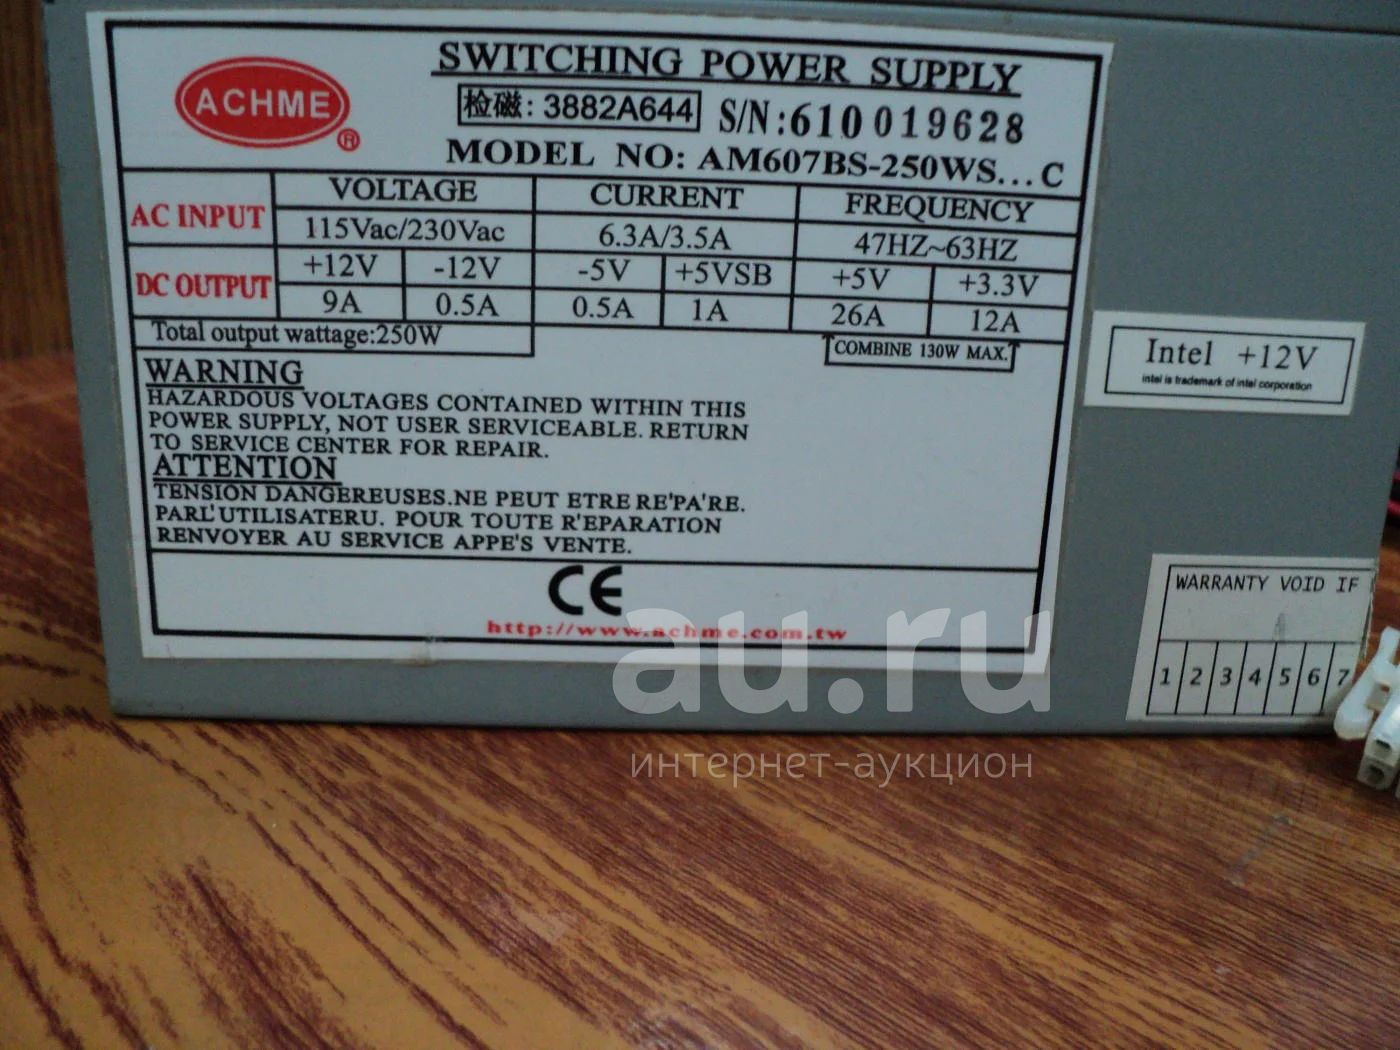 ACHME
®
SWITCHING POWER SUPPLY
检磁: 3882A644 S/N:610 019628
MODEL NO: AM607BS-250WS...C
AC INPUT VOLTAGE CURRENT FREQUENCY
115Vac/230Vac 6.3A/3.5A 47HZ~63HZ
DC OUTPUT +12V -12V -5V +5VSB +5V +3.3V
9A 0.5A 0.5A 1A 26A 12A
Total output wattage:250W
COMBINE 130W MAX.
WARNING
HAZARDOUS VOLTAGES CONTAINED WITHIN THIS
POWER SUPPLY, NOT USER SERVICEABLE. RETURN
TO SERVICE CENTER FOR REPAIR.
ATTENTION
TENSION DANGEREUSES.NE PEUT ETRE RE'PA'RE.
PARL'UTILISATERU. POUR TOUTE R'EPARATION
RENVOYER AU SERVICE APPE'S VENTE.
CE
http://www.achme.com.tw
Intel +12V
intel is trademark of intel corporation
WARRANTY VOID IF
1 2 3 4 5 6 7
au.ru
интернет-аукцион